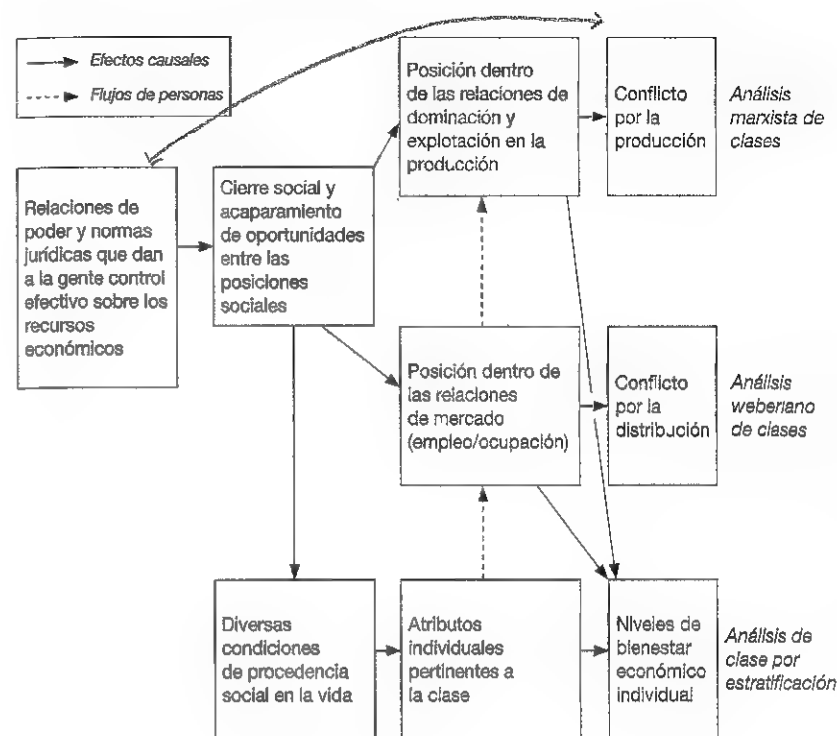 Efectos causales
Flujos de personas
Relaciones de
poder y normas
jurídicas que dan
a la gente control
efectivo sobre los
recursos
económicos
Cierre social y
acaparamiento
de oportunidades
entre las
posiciones
sociales
Posición dentro
de las relaciones de
dominación y
explotación en la
producción
Conflicto
por la
producción
Análisis
marxista de
clases
Posición dentro de
las relaciones
de mercado
(empleo/ocupación)
Conflicto
por la
distribución
Análisis
weberiano
de clases
Diversas
condiciones
de procedencia
social en la vida
Atributos
individuales
pertinentes a
la clase
Niveles de
bienestar
económico
individual
Análisis de
clase por
estratificación